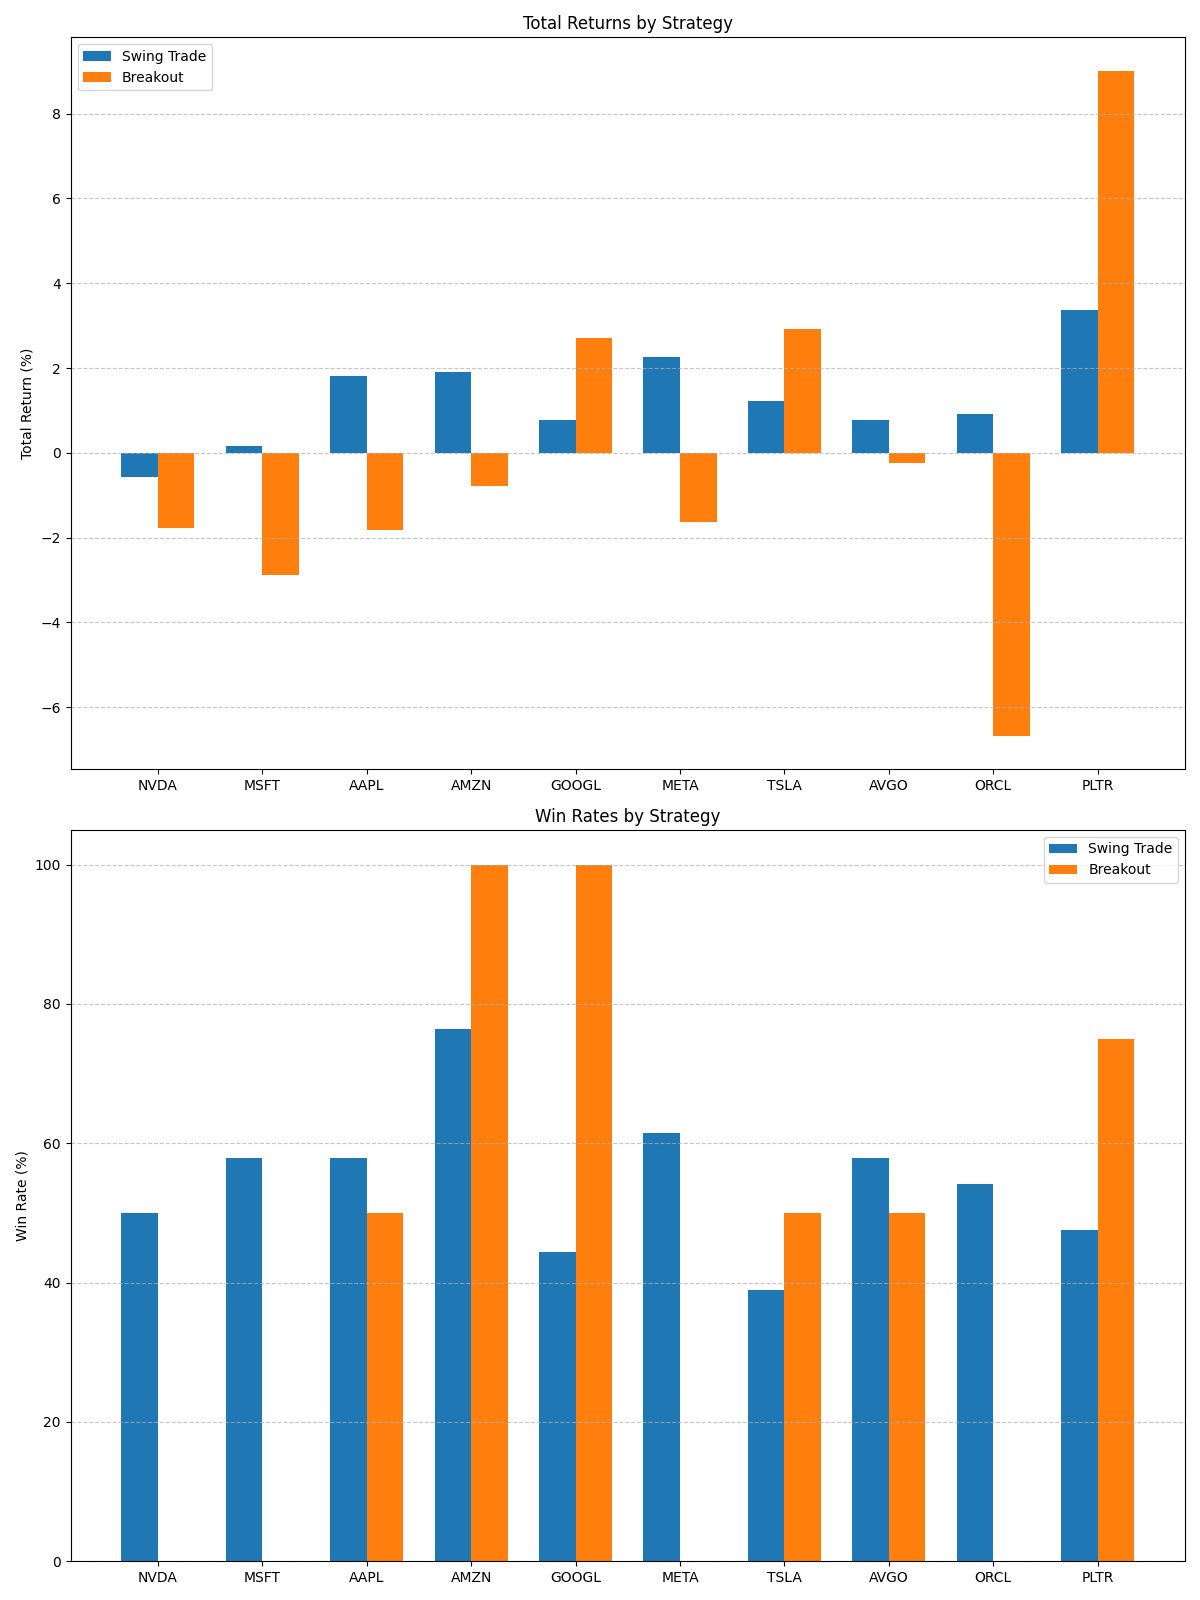 Total Returns by Strategy
Swing Trade
Breakout
Total Return (%)
8
6
4
2
0
−2
−4
−6
NVDA MSFT AAPL AMZN GOOGL META TSLA AVGO ORCL PLTR
Win Rates by Strategy
Swing Trade
Breakout
Win Rate (%)
100
80
60
40
20
0
NVDA MSFT AAPL AMZN GOOGL META TSLA AVGO ORCL PLTR